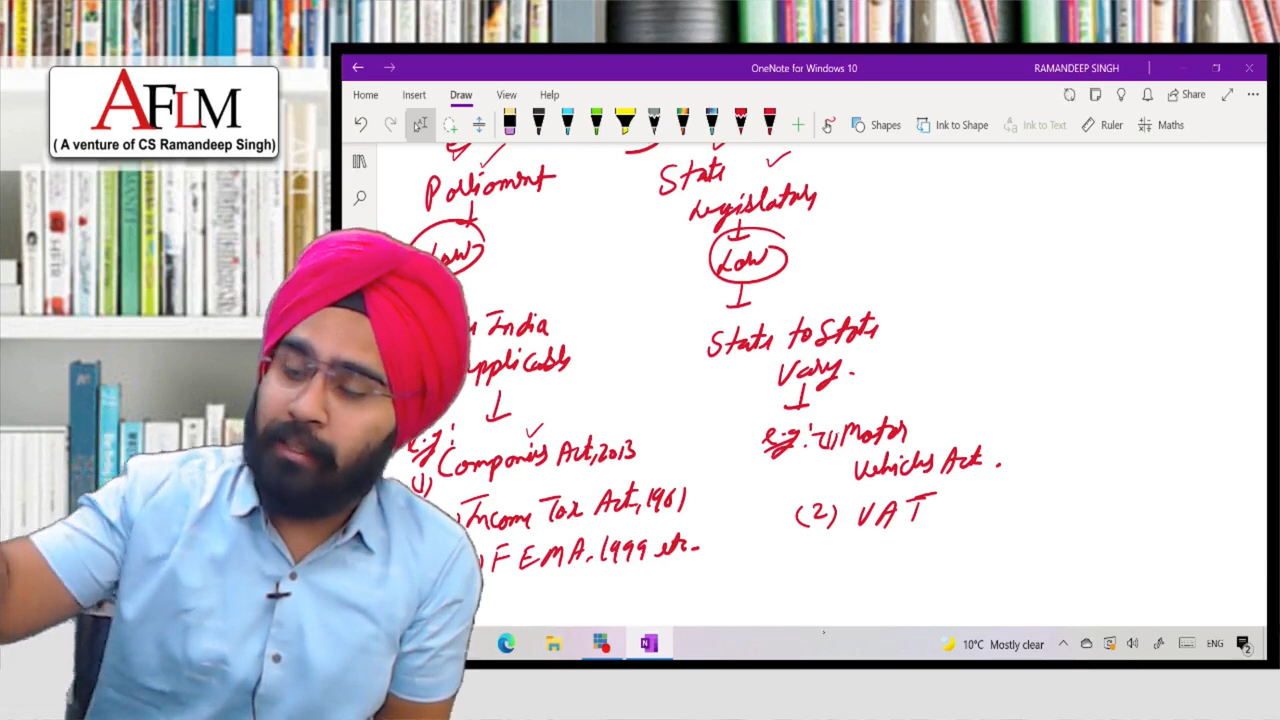 AFLM
( A venture of CS Ramandeep Singh)
OneNote for Windows 10
RAMANDEEP SINGH
Home Insert Draw View Help
Share
Shapes
Ink to Shape
Ink to Text
Ruler
Maths
Parliament
Law
India
applicable
e.g:
(1) Companies Act, 2013
Income Tax Act, 1961
FEMA, 1999 etc.
State
Legislatory
Law
State to State
vary.
e.g:- (1) Motor
Vehicles Act.
(2) VAT
10°C Mostly clear
ENG
2